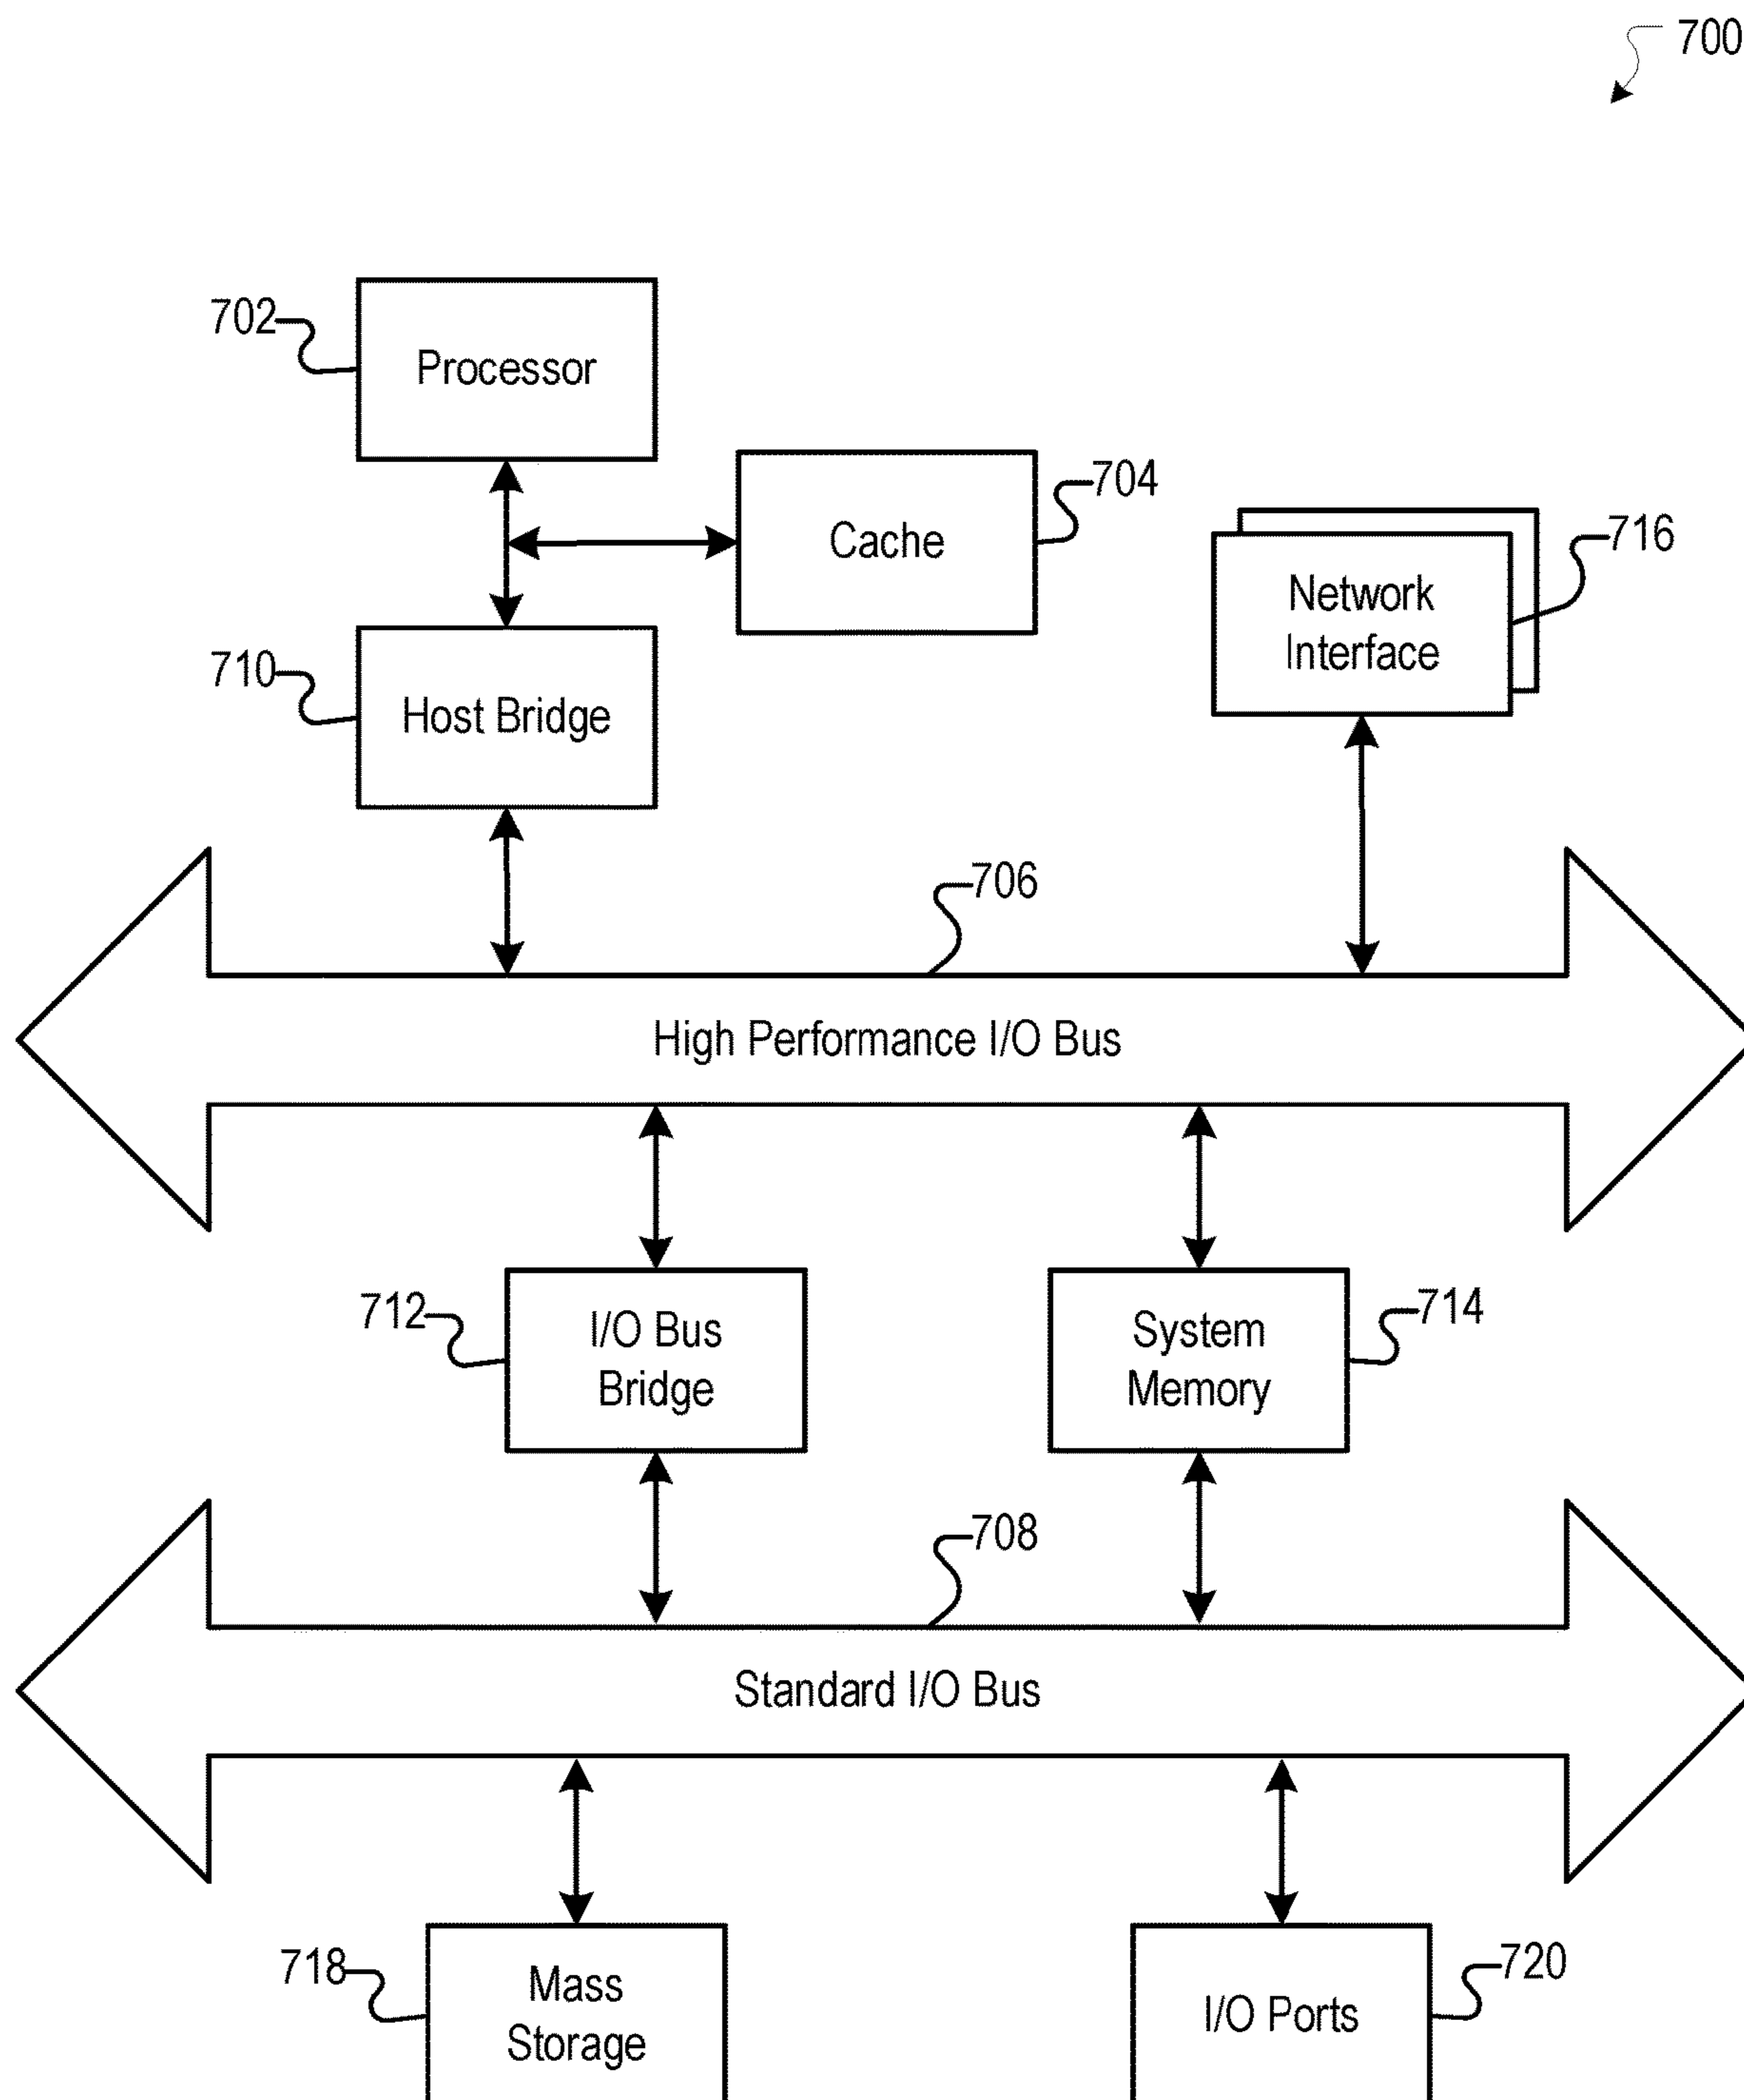 700
702
Processor
704
Cache
716
Network
Interface
710
Host Bridge
706
High Performance I/O Bus
712
I/O Bus
Bridge
System
Memory
714
708
Standard I/O Bus
718
Mass
Storage
I/O Ports
720